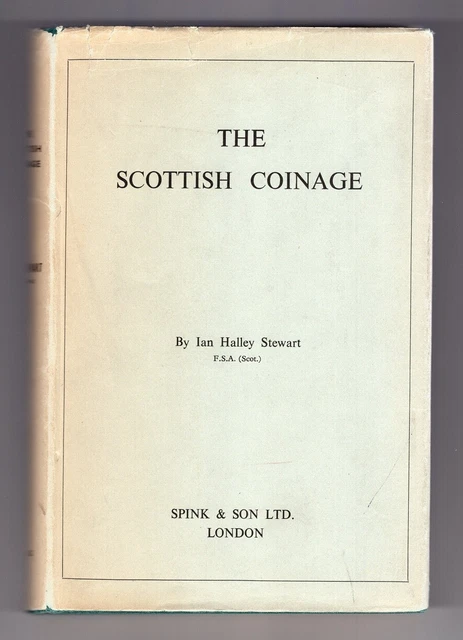 THE
SCOTTISH COINAGE
By Ian Halley Stewart
F.S.A. (Scot.)
SPINK & SON LTD.
LONDON